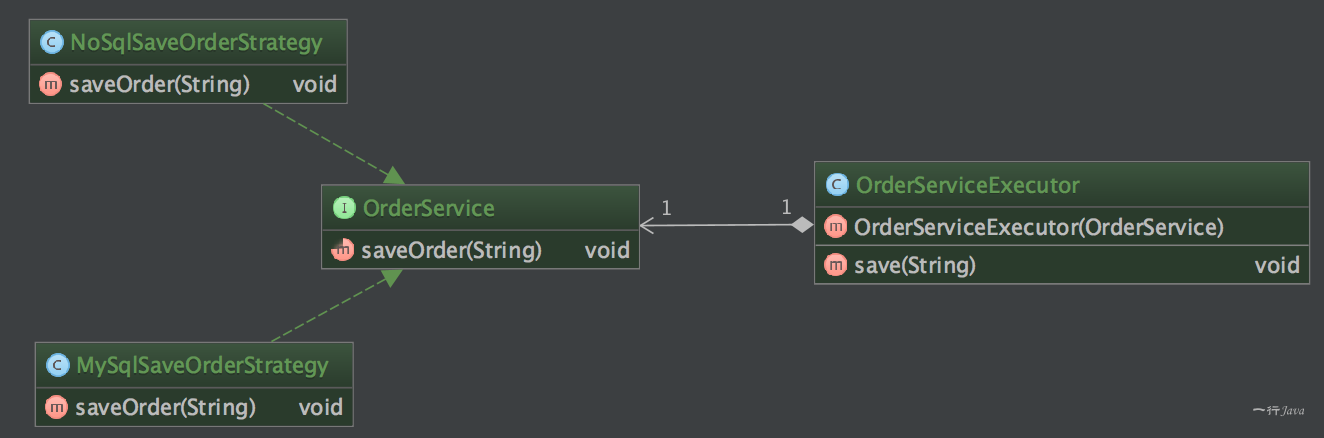 C NoSqlSaveOrderStrategy
m saveOrder(String) void
I OrderService
m saveOrder(String) void
1 1
C OrderServiceExecutor
m OrderServiceExecutor(OrderService)
m save(String) void
C MySqlSaveOrderStrategy
m saveOrder(String) void
一行Java